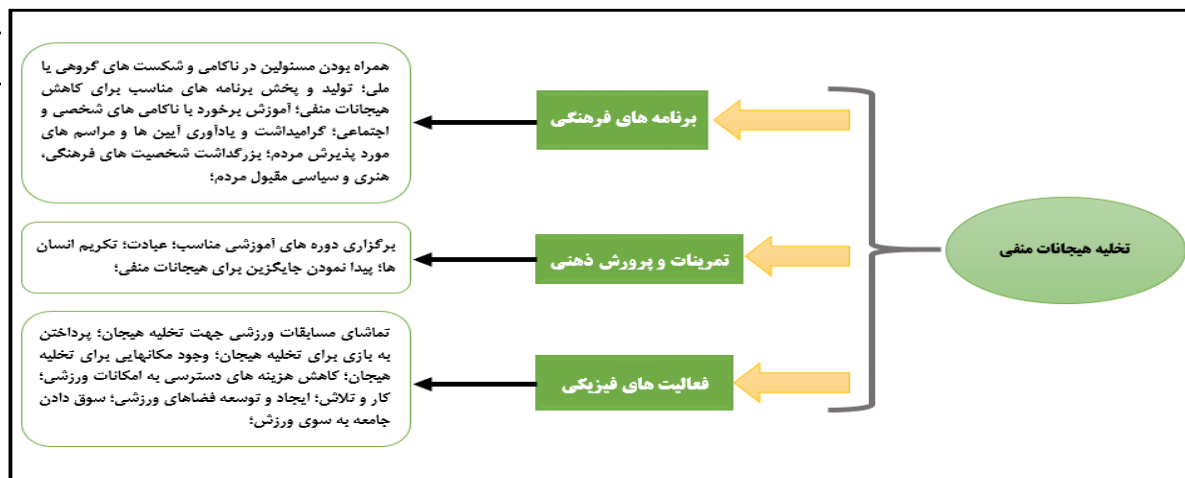 تخلیه هیجانات منفی
برنامه های فرهنگی
همراه بودن مسئولین در ناکامی و شکست های گروهی یا
ملی؛ تولید و پخش برنامه های مناسب برای کاهش
هیجانات منفی؛ آموزش برخورد با ناکامی های شخصی و
اجتماعی؛ گرامیداشت و یادآوری آیین ها و مراسم های
مورد پذیرش مردم؛ بزرگداشت شخصیت های فرهنگی،
هنری و سیاسی مقبول مردم؛
تمرینات و پرورش ذهنی
برگزاری دوره های آموزشی مناسب؛ عبادت؛ تکریم انسان
ها؛ پیدا نمودن جایگزین برای هیجانات منفی؛
فعالیت های فیزیکی
تماشای مسابقات ورزشی جهت تخلیه هیجان؛ پرداختن
به بازی برای تخلیه هیجان؛ وجود مکانهایی برای تخلیه
هیجان؛ کاهش هزینه های دسترسی به امکانات ورزشی؛
کار و تلاش؛ ایجاد و توسعه فضاهای ورزشی؛ سوق دادن
جامعه به سوی ورزش؛